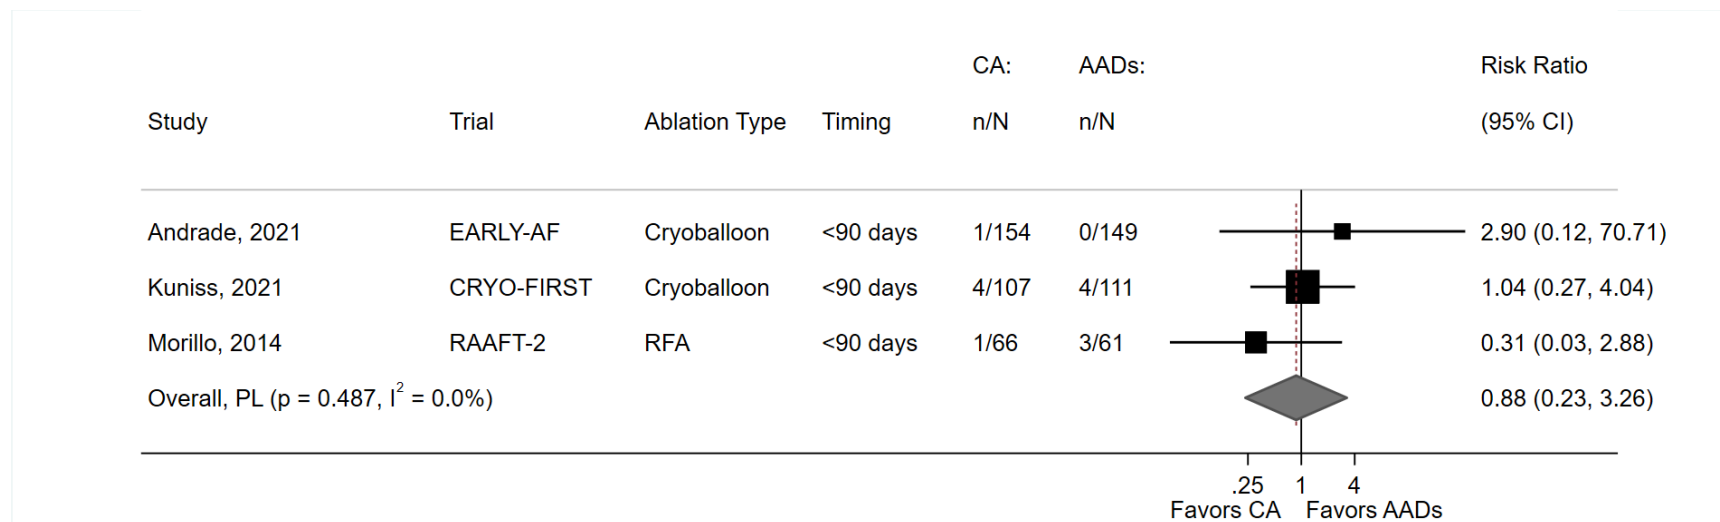 CA: AADs: Risk Ratio
Study Trial Ablation Type Timing n/N n/N (95% CI)
Andrade, 2021 EARLY-AF Cryoballoon <90 days 1/154 0/149 2.90 (0.12, 70.71)
Kuniss, 2021 CRYO-FIRST Cryoballoon <90 days 4/107 4/111 1.04 (0.27, 4.04)
Morillo, 2014 RAAFT-2 RFA <90 days 1/66 3/61 0.31 (0.03, 2.88)
Overall, PL (p = 0.487, I² = 0.0%) 0.88 (0.23, 3.26)
.25 1 4
Favors CA Favors AADs